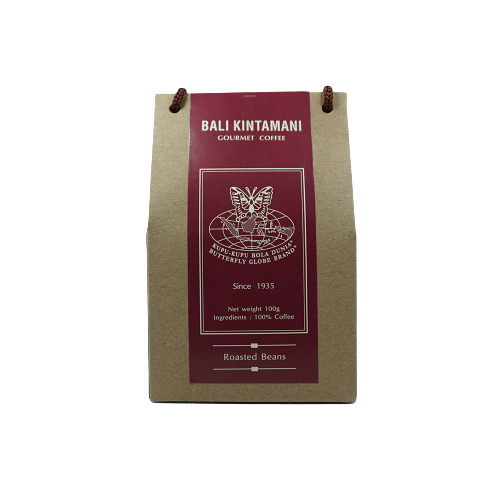 BALI KINTAMANI
GOURMET COFFEE
KUPU-KUPU BOLA DUNIA®
BUTTERFLY GLOBE BRAND®
Since 1935
Net weight 100g
Ingredients : 100% Coffee
Roasted Beans